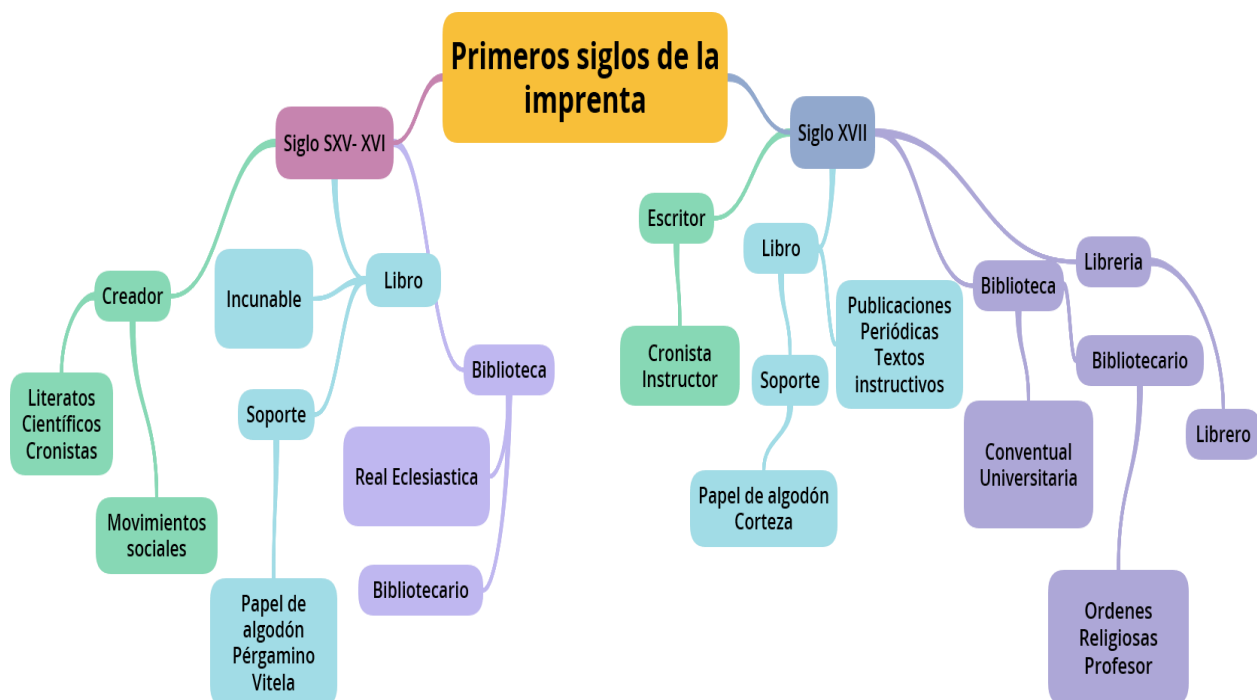 Primeros siglos de la
imprenta
Siglo SXV- XVI
Creador
Literatos
Científicos
Cronistas
Movimientos
sociales
Libro
Incunable
Soporte
Papel de
algodón
Pérgamino
Vitela
Biblioteca
Real Eclesiastica
Bibliotecario
Siglo XVII
Escritor
Cronista
Instructor
Libro
Soporte
Papel de algodón
Corteza
Publicaciones
Periódicas
Textos
instructivos
Biblioteca
Conventual
Universitaria
Bibliotecario
Ordenes
Religiosas
Profesor
Libreria
Librero